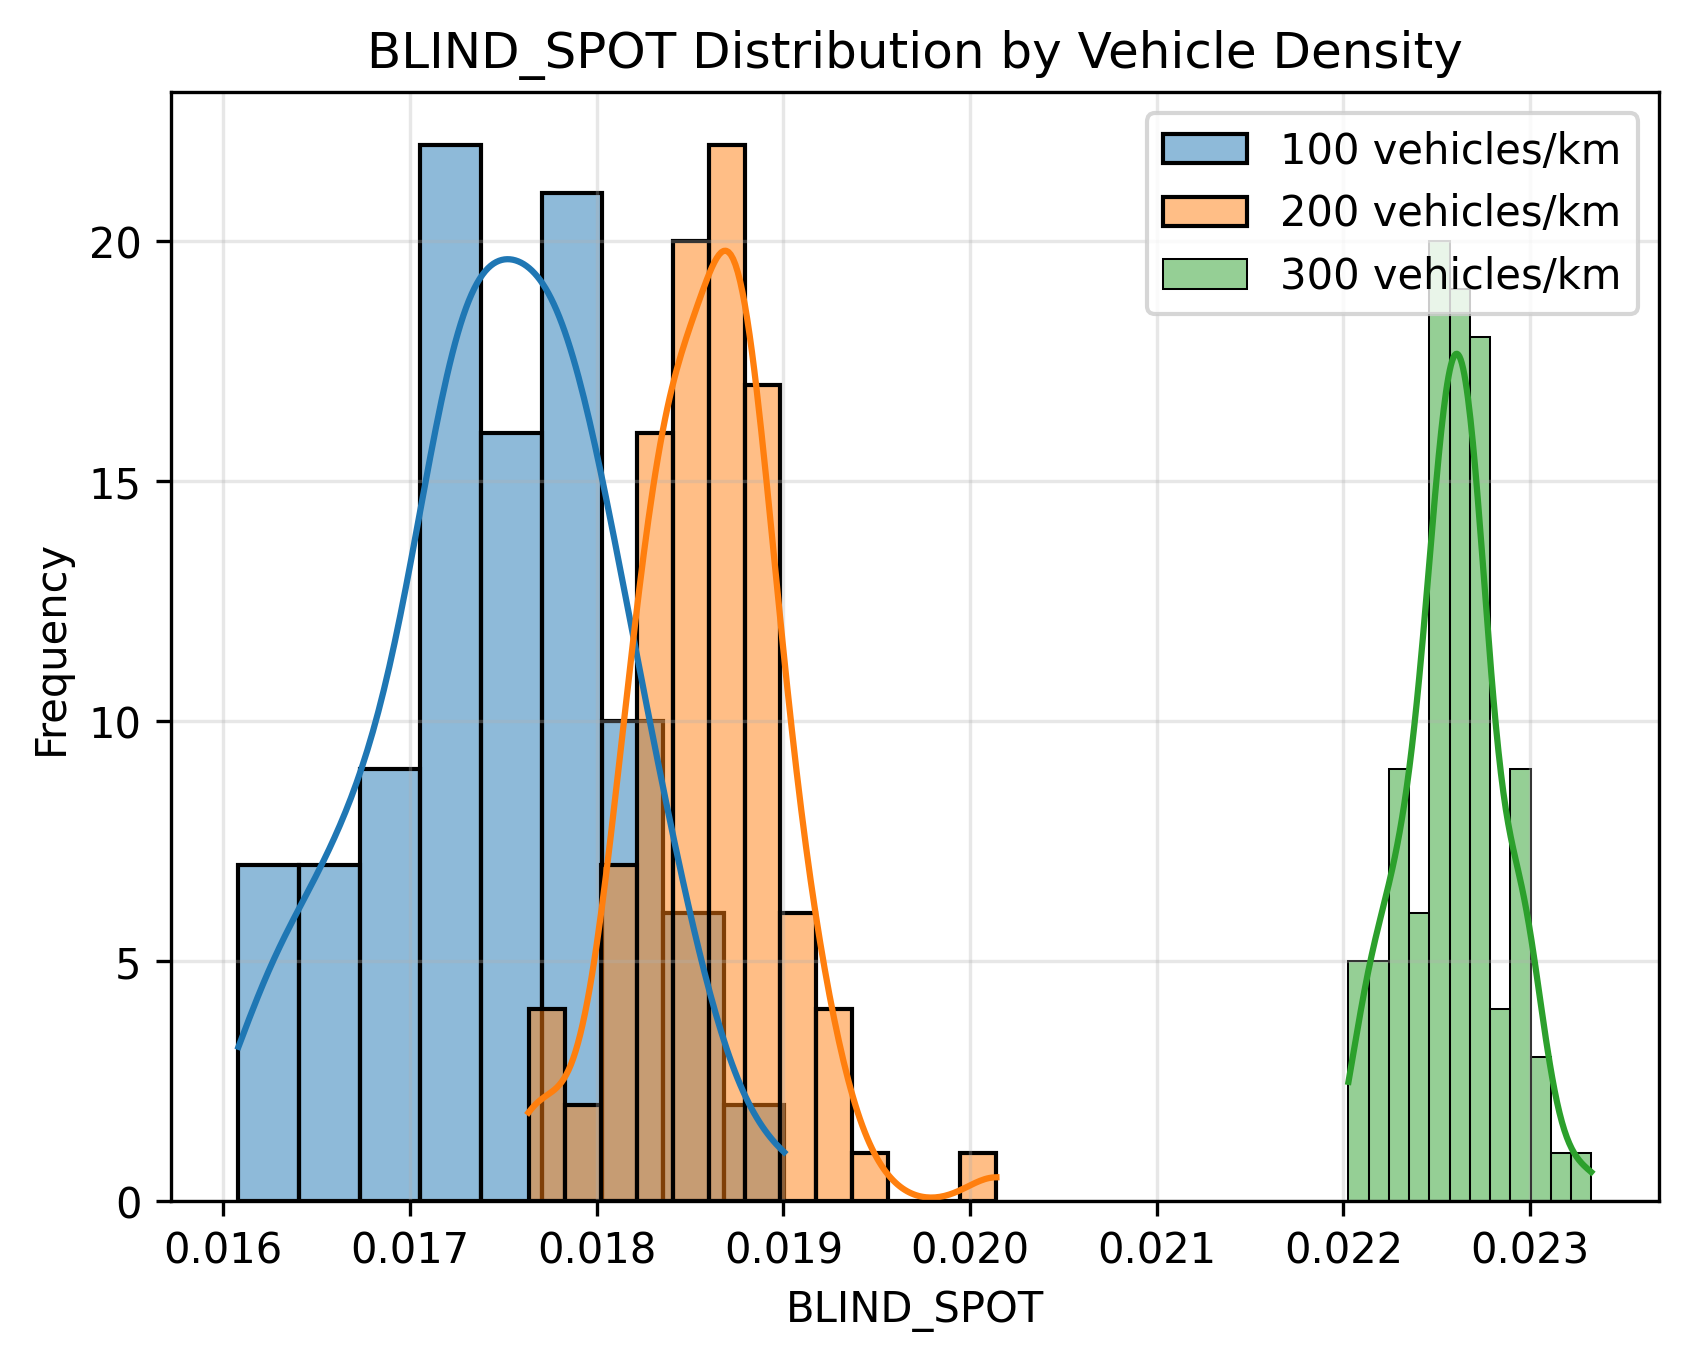 BLIND_SPOT Distribution by Vehicle Density
100 vehicles/km
200 vehicles/km
300 vehicles/km
Frequency
20
15
10
5
0
0.016 0.017 0.018 0.019 0.020 0.021 0.022 0.023
BLIND_SPOT